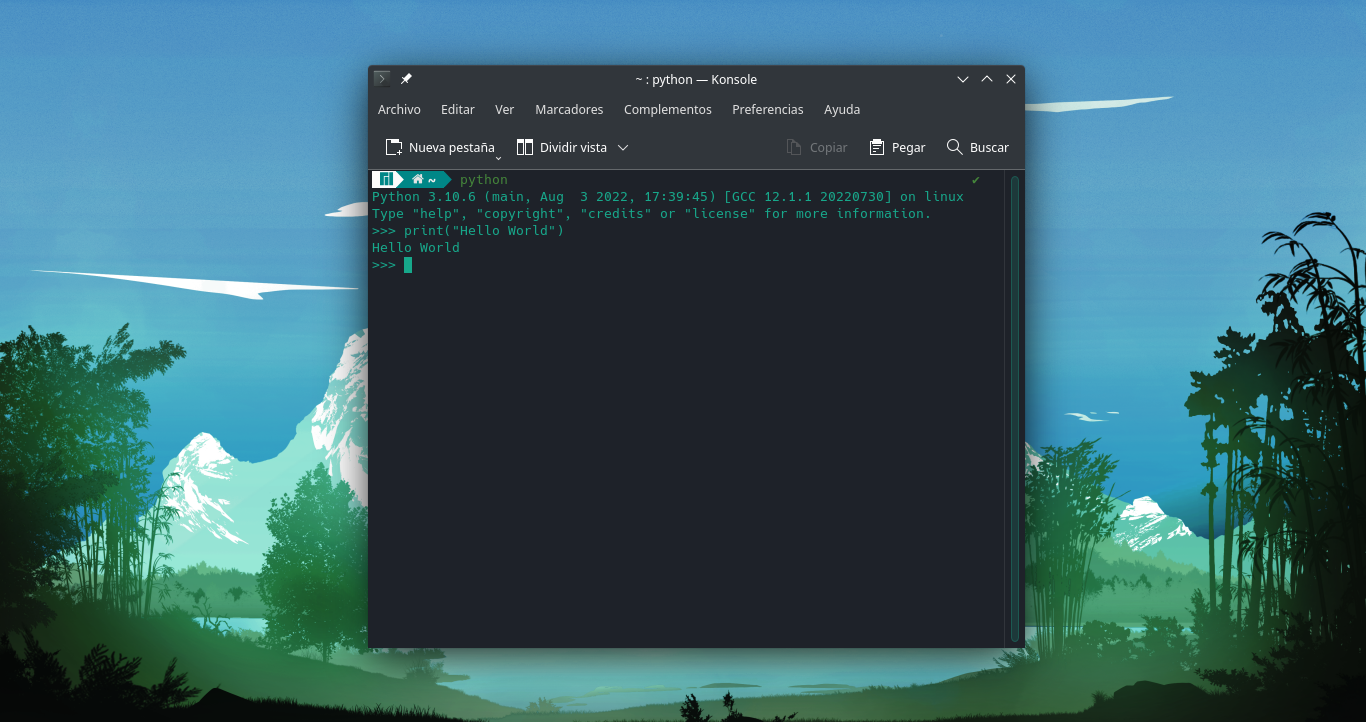 ~ : python — Konsole
Archivo Editar Ver Marcadores Complementos Preferencias Ayuda
Nueva pestaña Dividir vista Copiar Pegar Buscar
~ python ✔
Python 3.10.6 (main, Aug  3 2022, 17:39:45) [GCC 12.1.1 20220730] on linux
Type "help", "copyright", "credits" or "license" for more information.
>>> print("Hello World")
Hello World
>>>